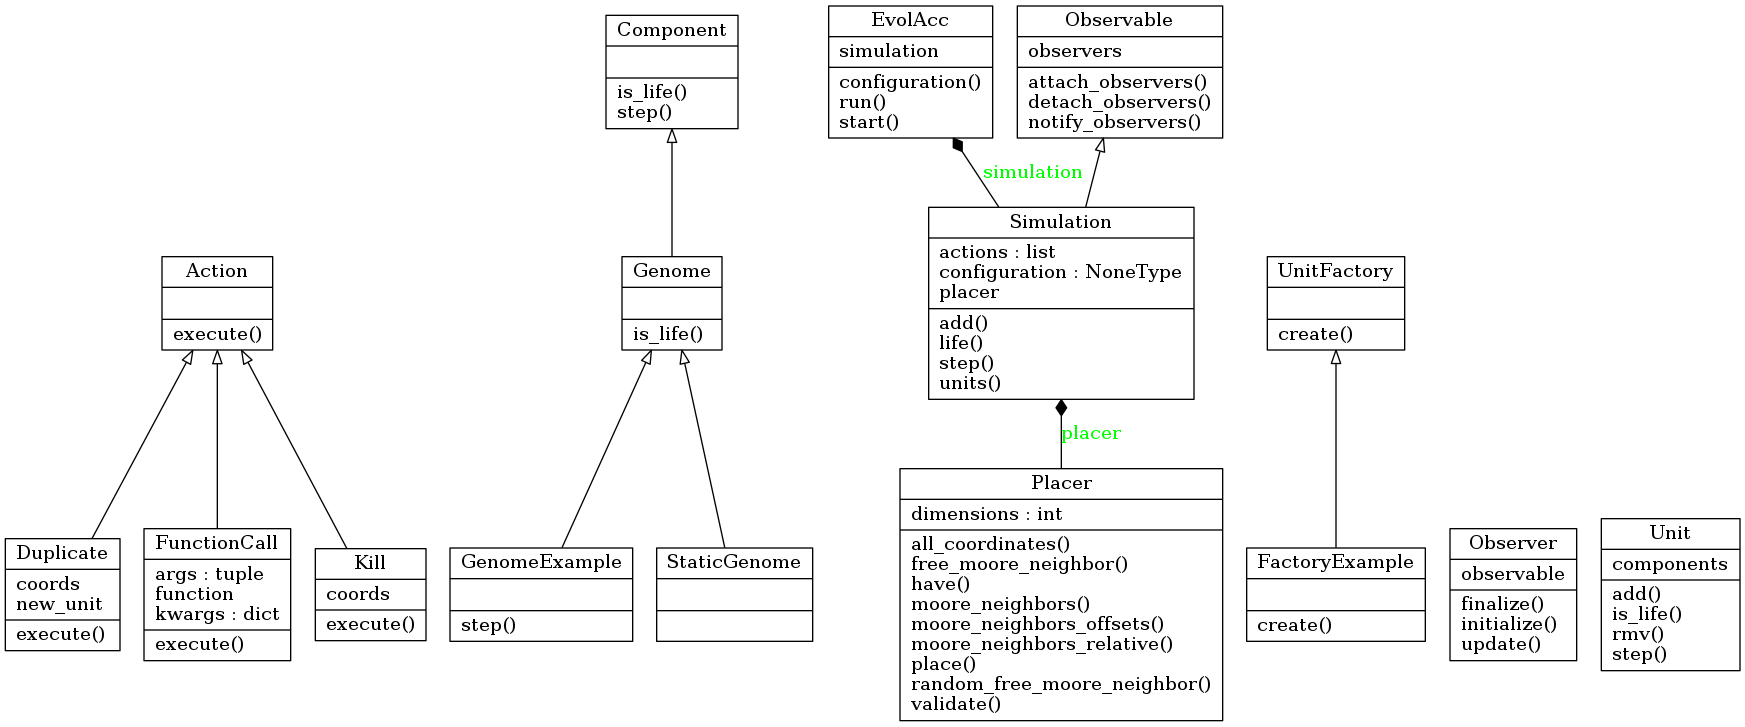 Component
is_life()
step()
EvolAcc
simulation
configuration()
run()
start()
Observable
observers
attach_observers()
detach_observers()
notify_observers()
simulation
Action
execute()
Genome
is_life()
Simulation
actions : list
configuration : NoneType
placer
add()
life()
step()
units()
UnitFactory
create()
placer
Duplicate
coords
new_unit
execute()
FunctionCall
args : tuple
function
kwargs : dict
execute()
Kill
coords
execute()
GenomeExample
step()
StaticGenome
Placer
dimensions : int
all_coordinates()
free_moore_neighbor()
have()
moore_neighbors()
moore_neighbors_offsets()
moore_neighbors_relative()
place()
random_free_moore_neighbor()
validate()
FactoryExample
create()
Observer
observable
finalize()
initialize()
update()
Unit
components
add()
is_life()
rmv()
step()